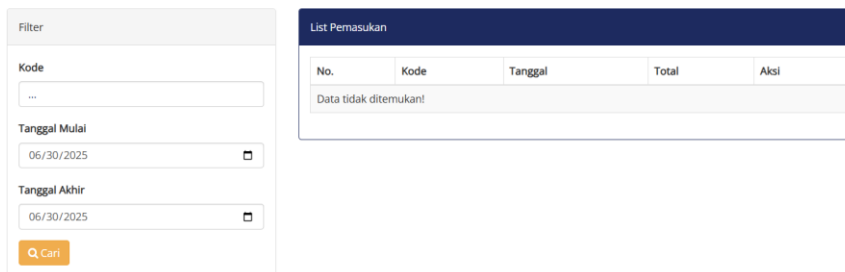 Filter
Kode
...
Tanggal Mulai
06/30/2025
Tanggal Akhir
06/30/2025
Cari
List Pemasukan
No. Kode Tanggal Total Aksi
Data tidak ditemukan!